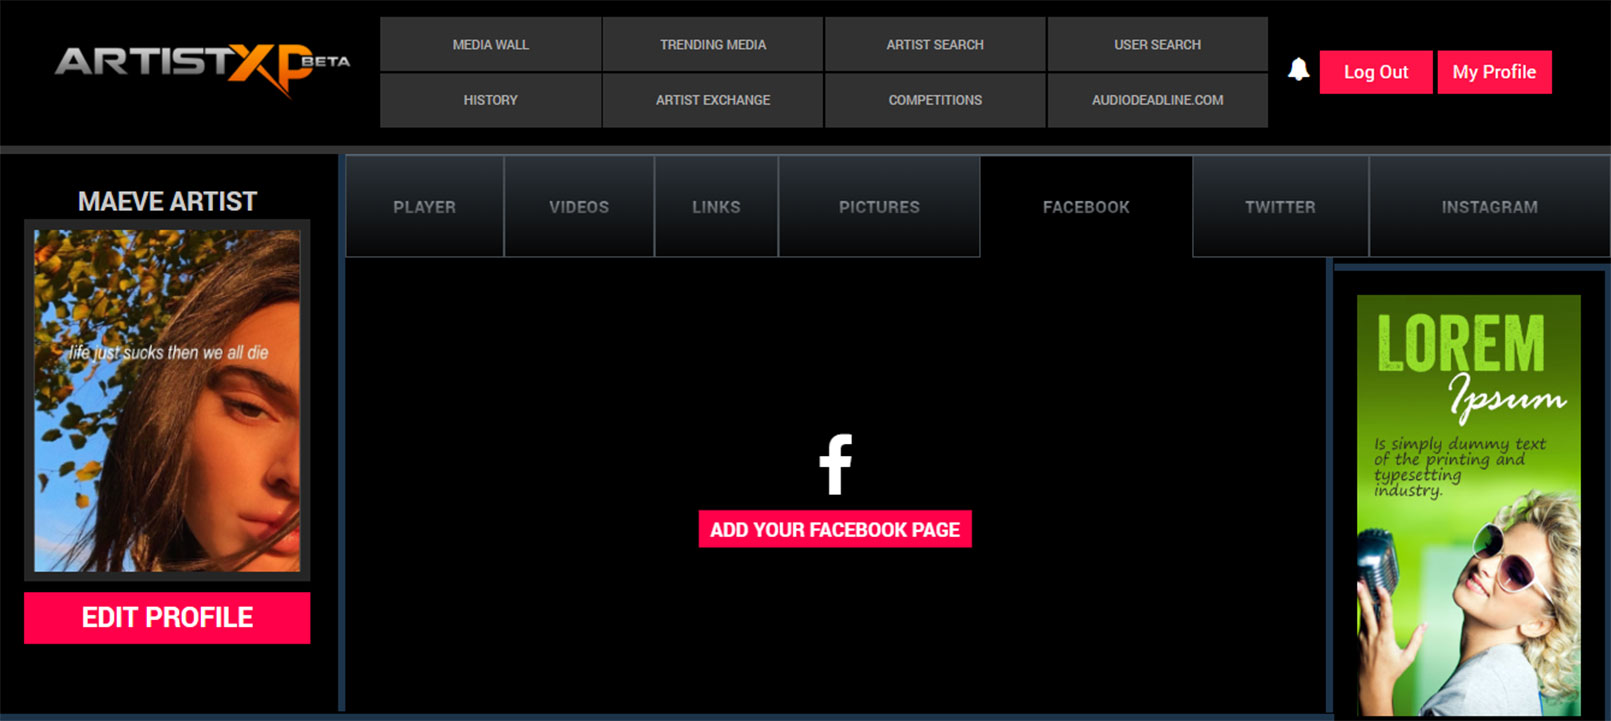 ARTISTXP BETA
MEDIA WALL
TRENDING MEDIA
ARTIST SEARCH
USER SEARCH
HISTORY
ARTIST EXCHANGE
COMPETITIONS
AUDIODEADLINE.COM
Log Out
My Profile
MAEVE ARTIST
life just sucks then we all die
EDIT PROFILE
PLAYER
VIDEOS
LINKS
PICTURES
FACEBOOK
TWITTER
INSTAGRAM
f
ADD YOUR FACEBOOK PAGE
LOREM
Ipsum
Is simply dummy text
of the printing and
typesetting
industry.